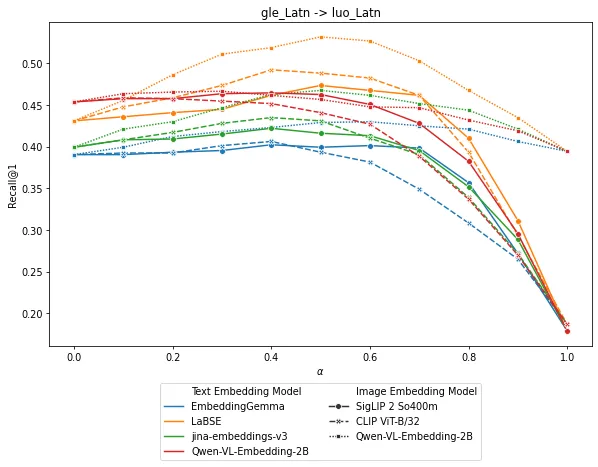 gle_Latn -> luo_Latn
Recall@1
0.50
0.45
0.40
0.35
0.30
0.25
0.20
0.0 0.2 0.4 0.6 0.8 1.0
α
Text Embedding Model Image Embedding Model
EmbeddingGemma SigLIP 2 So400m
LaBSE CLIP ViT-B/32
jina-embeddings-v3 Qwen-VL-Embedding-2B
Qwen-VL-Embedding-2B